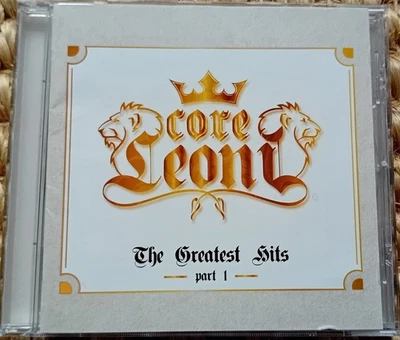 core
Leoni
The Greatest Hits
part 1